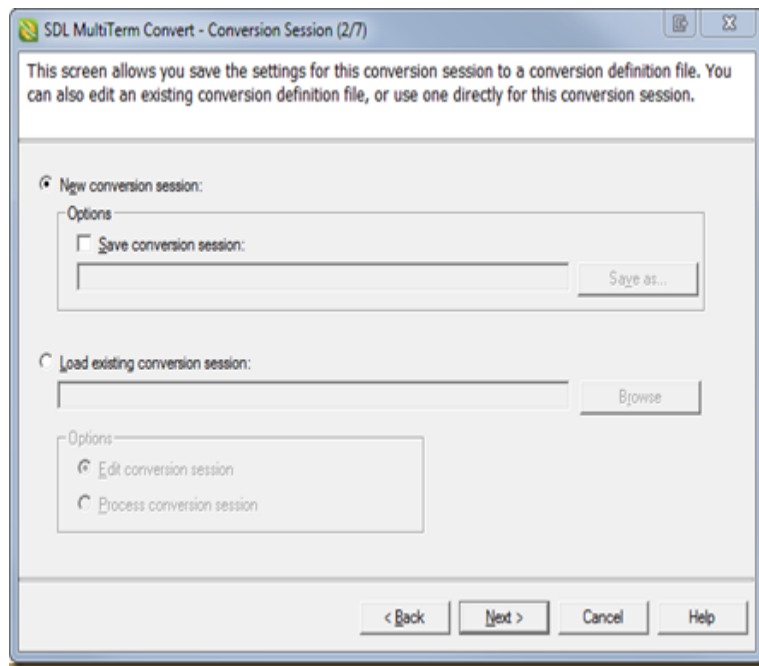 SDL MultiTerm Convert - Conversion Session (2/7)
This screen allows you save the settings for this conversion session to a conversion definition file. You
can also edit an existing conversion definition file, or use one directly for this conversion session.
New conversion session:
Options
Save conversion session:
Save as...
Load existing conversion session:
Browse
Options
Edit conversion session
Process conversion session
< Back Next > Cancel Help